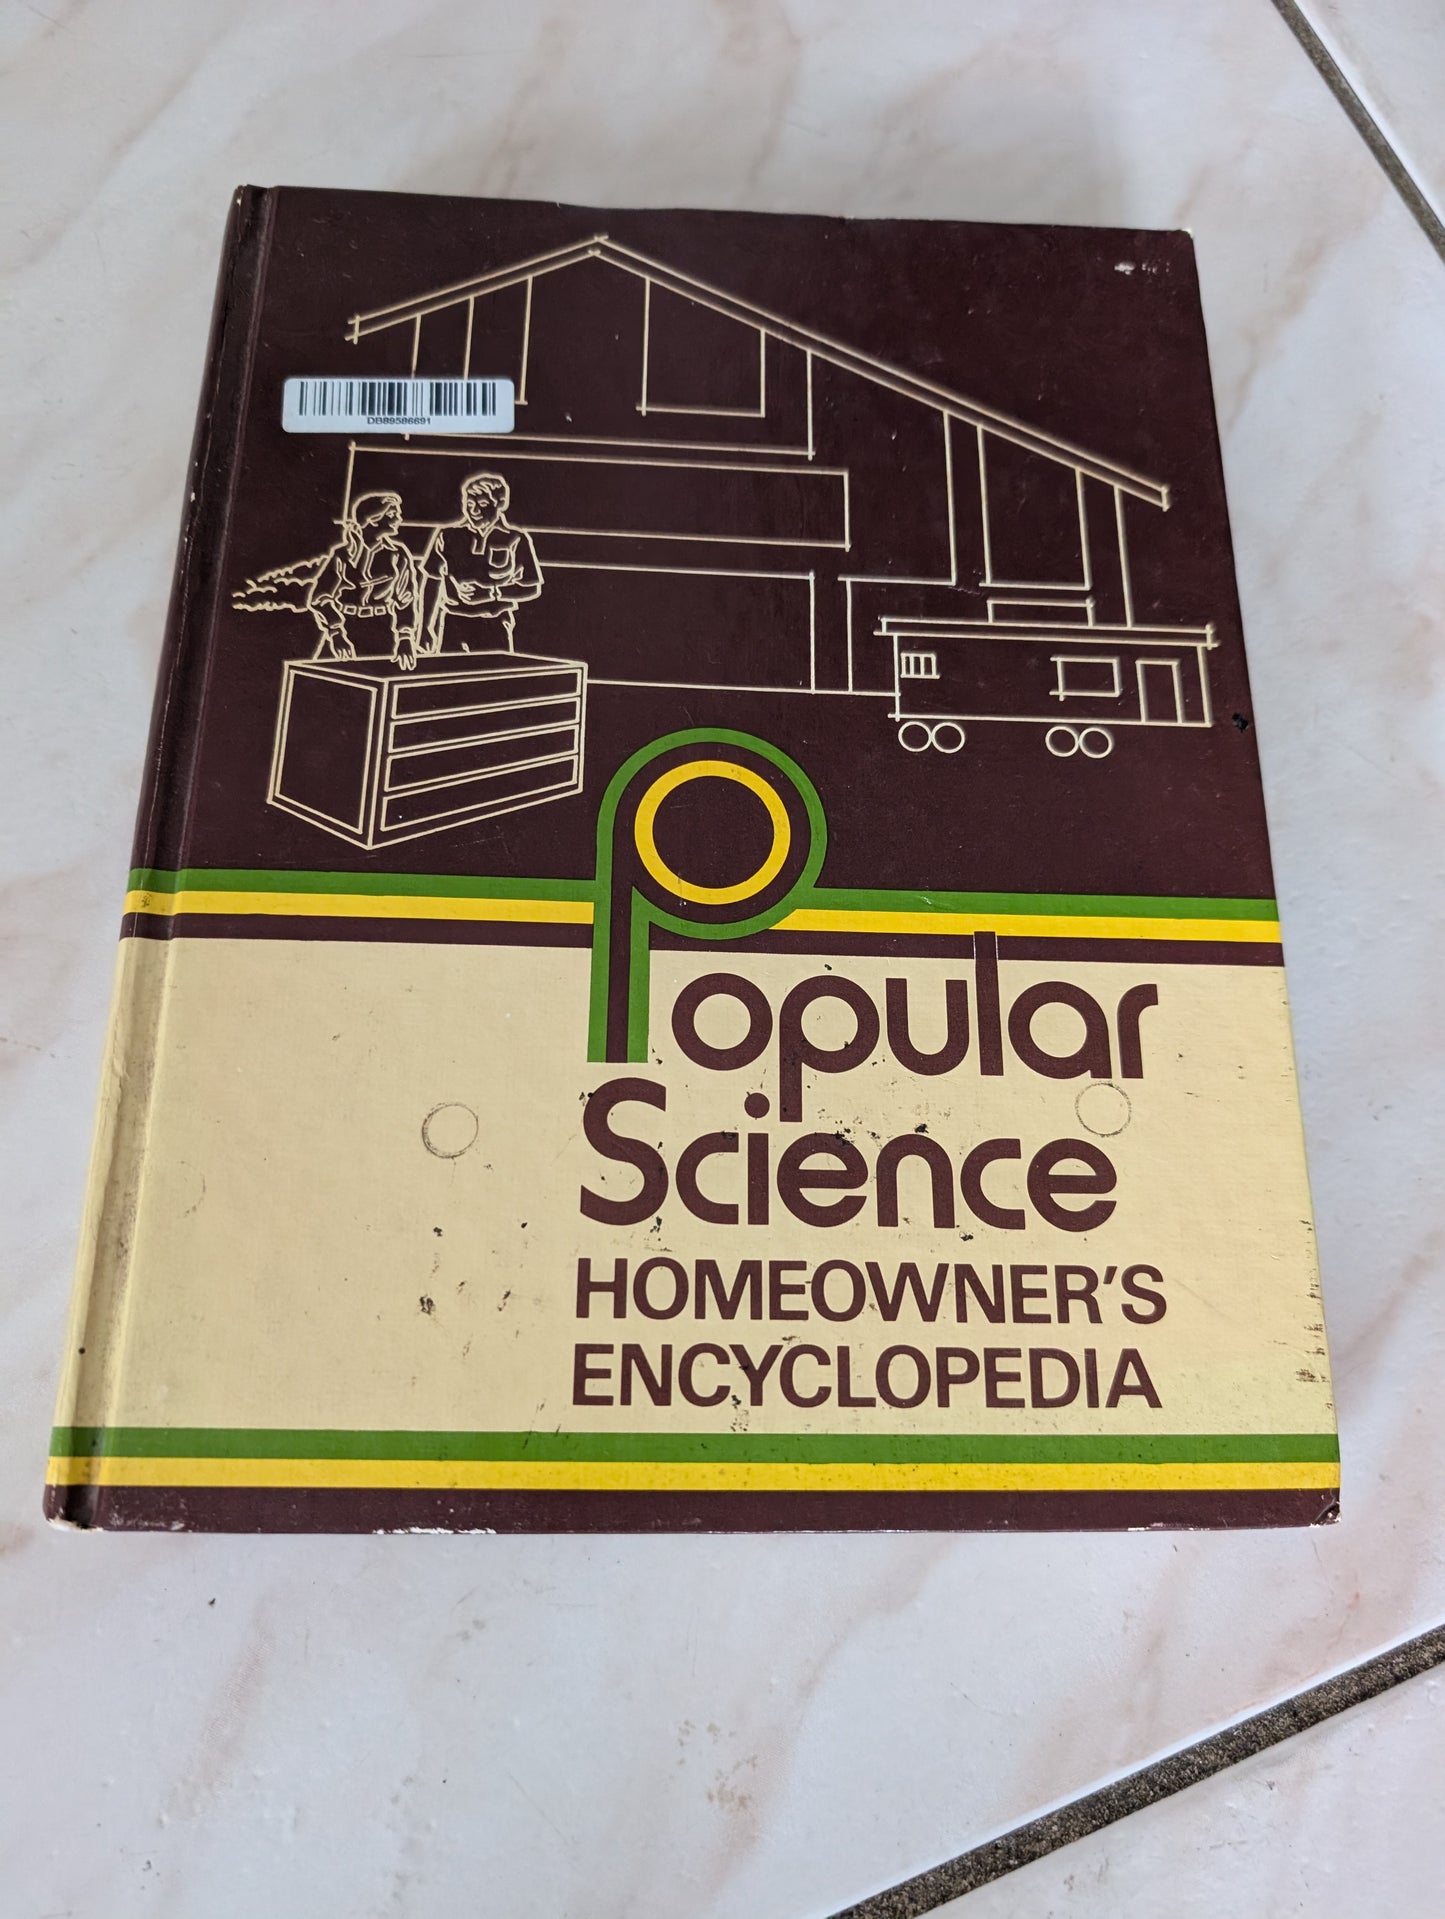 DB89586691
Popular
Science
HOMEOWNER'S
ENCYCLOPEDIA